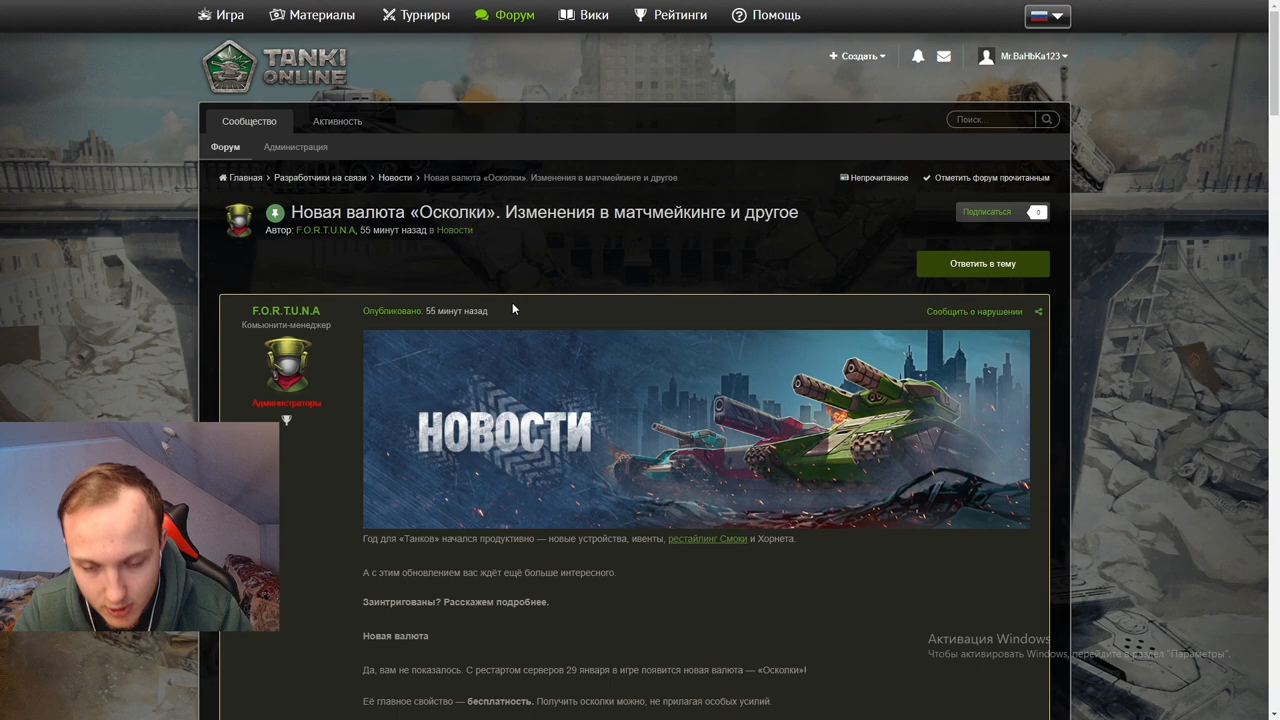 Игра
Материалы
Турниры
Форум
Вики
Рейтинги
Помощь
TANKI
ONLINE
+ Создать
Mr.BaHbKa123
Сообщество
Активность
Поиск...
Форум
Администрация
Главная › Разработчики на связи › Новости › Новая валюта «Осколки». Изменения в матчмейкинге и другое
Непрочитанное
Отметить форум прочитанным
Новая валюта «Осколки». Изменения в матчмейкинге и другое
Подписаться 0
Автор: F.O.R.T.U.N.A, 55 минут назад в Новости
Ответить в тему
F.O.R.T.U.N.A
Комьюнити-менеджер
Администраторы
Опубликовано: 55 минут назад
Сообщить о нарушении
НОВОСТИ
Год для «Танков» начался продуктивно — новые устройства, ивенты, рестайлинг Смоки и Хорнета.
А с этим обновлением вас ждёт ещё больше интересного.
Заинтригованы? Расскажем подробнее.
Новая валюта
Да, вам не показалось. С рестартом серверов 29 января в игре появится новая валюта — «Осколки»!
Её главное свойство — бесплатность. Получить осколки можно, не прилагая особых усилий.
Активация Windows
Чтобы активировать Windows, перейдите в раздел "Параметры".